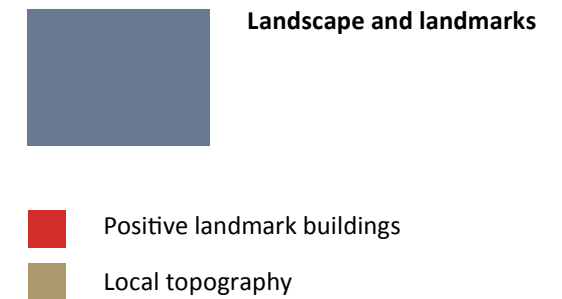 Landscape and landmarks
Positive landmark buildings
Local topography